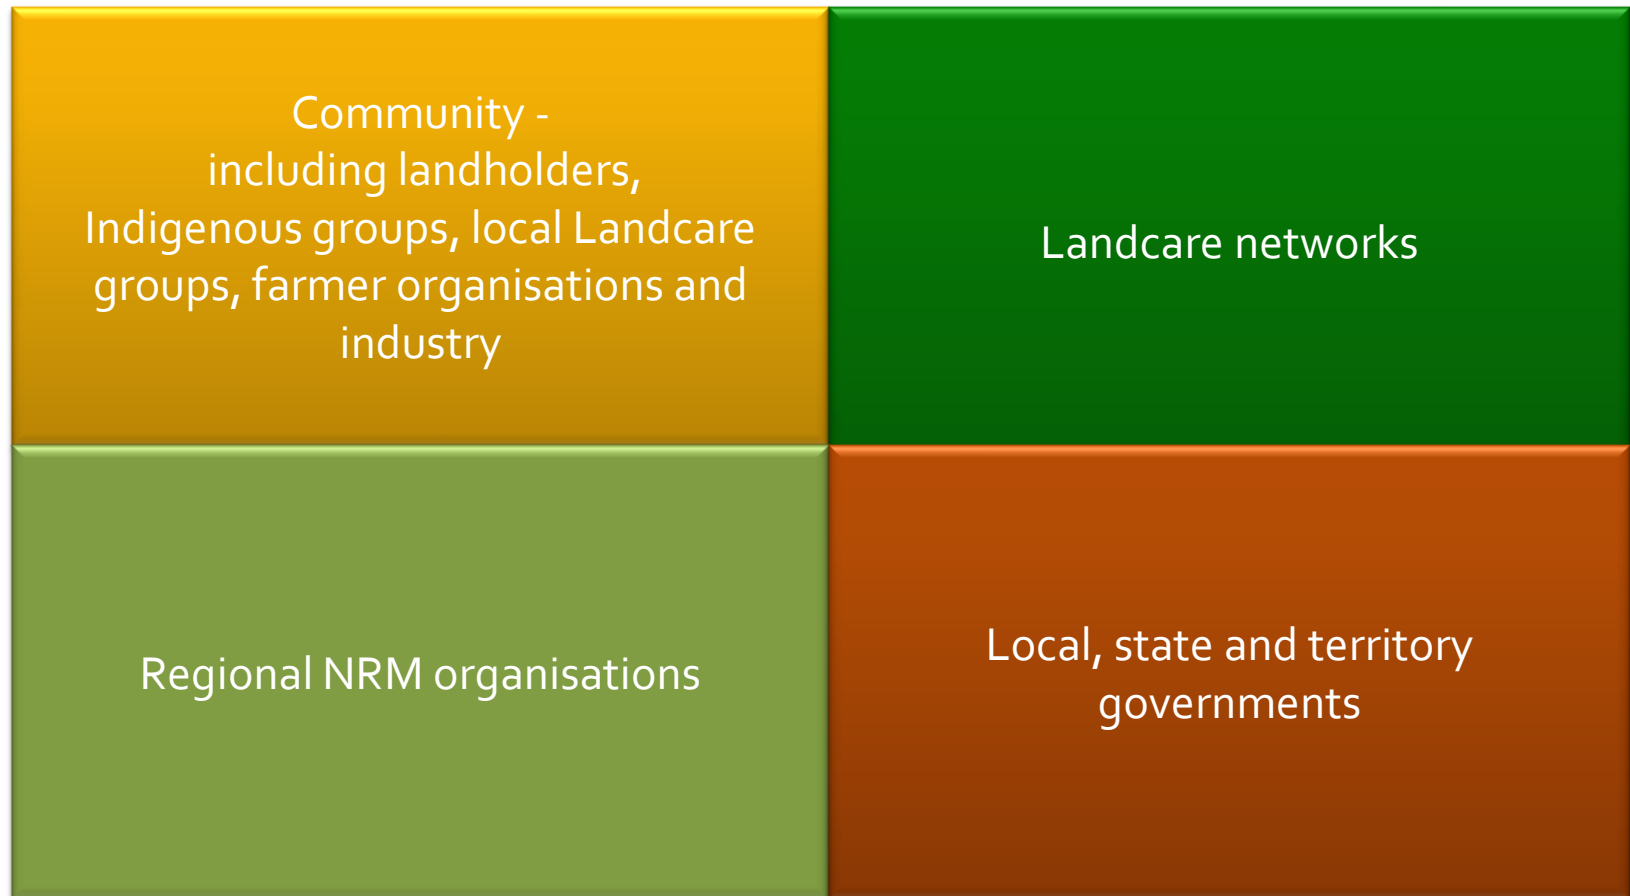 Community -
including landholders,
Indigenous groups, local Landcare
groups, farmer organisations and
industry
Landcare networks
Regional NRM organisations
Local, state and territory
governments